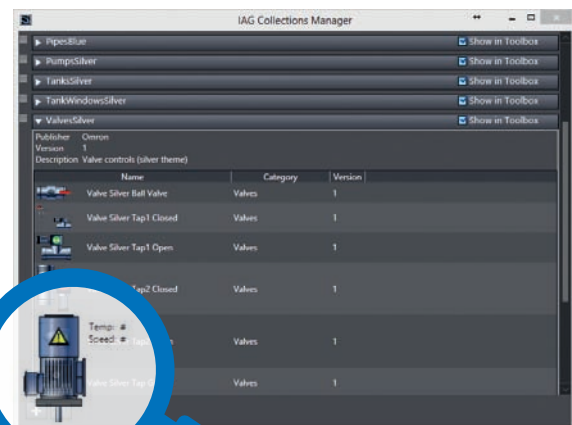 IAG Collections Manager
PipesBlue Show in Toolbox
PumpsSilver Show in Toolbox
TanksSilver Show in Toolbox
TankWindowsSilver Show in Toolbox
ValvesSilver Show in Toolbox
Publisher Omron
Version 1
Description Valve controls (silver theme)
Name Category Version
Valve Silver Ball Valve Valves 1
Valve Silver Tap1 Closed Valves 1
Valve Silver Tap1 Open Valves 1
Tap2 Closed Valves 1
Temp: #
Speed: #
Valves 1
Valve Silver Tap Valves 1